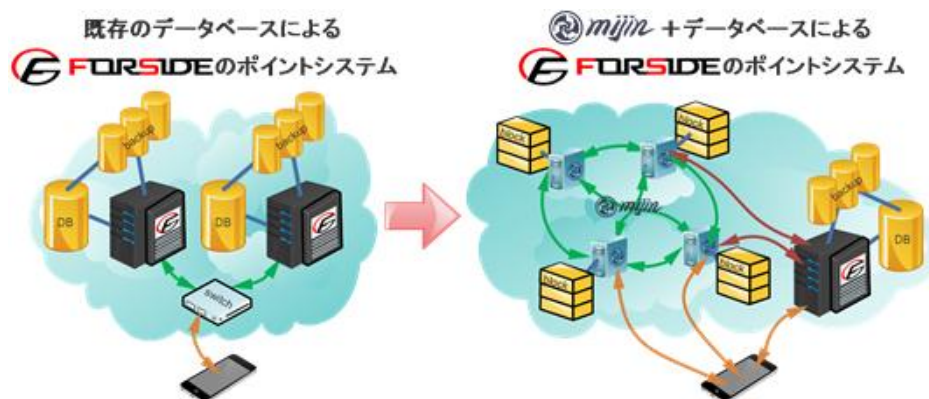 既存のデータベースによる
FORSIDEのポイントシステム
backup
backup
DB
DB
switch
mijin +データベースによる
FORSIDEのポイントシステム
block
block
mijin
backup
DB
block
block